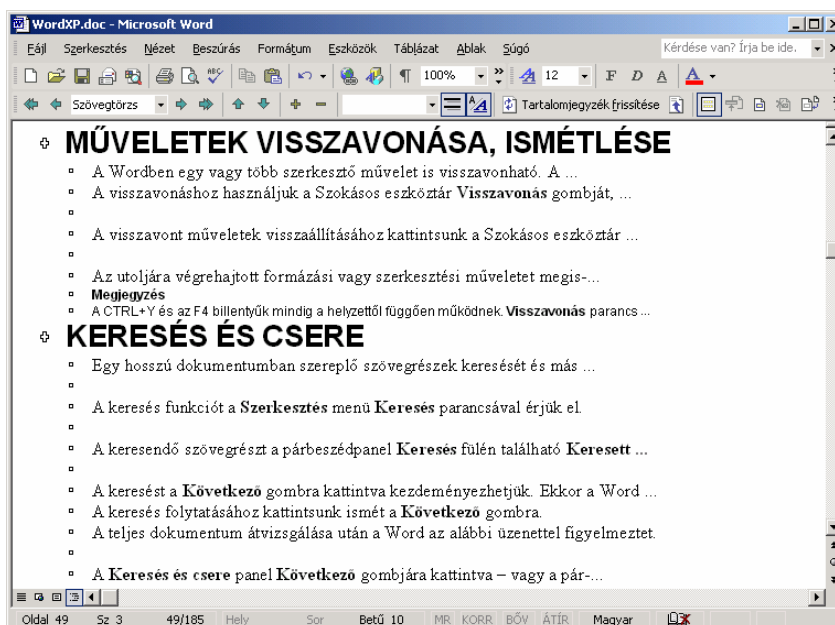 WordXP.doc - Microsoft Word
Fájl Szerkesztés Nézet Beszúrás Formátum Eszközök Táblázat Ablak Súgó Kérdése van? Írja be ide.
¶ 100% 12 F D A A
Szövegtörzs Tartalomjegyzék frissítése
MŰVELETEK VISSZAVONÁSA, ISMÉTLÉSE
A Wordben egy vagy több szerkesztő művelet is visszavonható. A ...
A visszavonáshoz használjuk a Szokásos eszköztár Visszavonás gombját, ...
A visszavont műveletek visszaállításához kattintsunk a Szokásos eszköztár ...
Az utoljára végrehajtott formázási vagy szerkesztési műveletet megis-...
Megjegyzés
A CTRL+Y és az F4 billentyűk mindig a helyzettől függően működnek. Visszavonás parancs ...
KERESÉS ÉS CSERE
Egy hosszú dokumentumban szereplő szövegrészek keresését és más ...
A keresés funkciót a Szerkesztés menü Keresés parancsával érjük el.
A keresendő szövegrészt a párbeszédpanel Keresés fülén található Keresett ...
A keresést a Következő gombra kattintva kezdeményezhetjük. Ekkor a Word ...
A keresés folytatásához kattintsunk ismét a Következő gombra.
A teljes dokumentum átvizsgálása után a Word az alábbi üzenettel figyelmeztet.
A Keresés és csere panel Következő gombjára kattintva – vagy a pár-...
Oldal 49 Sz 3 49/185 Hely Sor Betű 10 MR KORR BŐV ÁTÍR Magyar